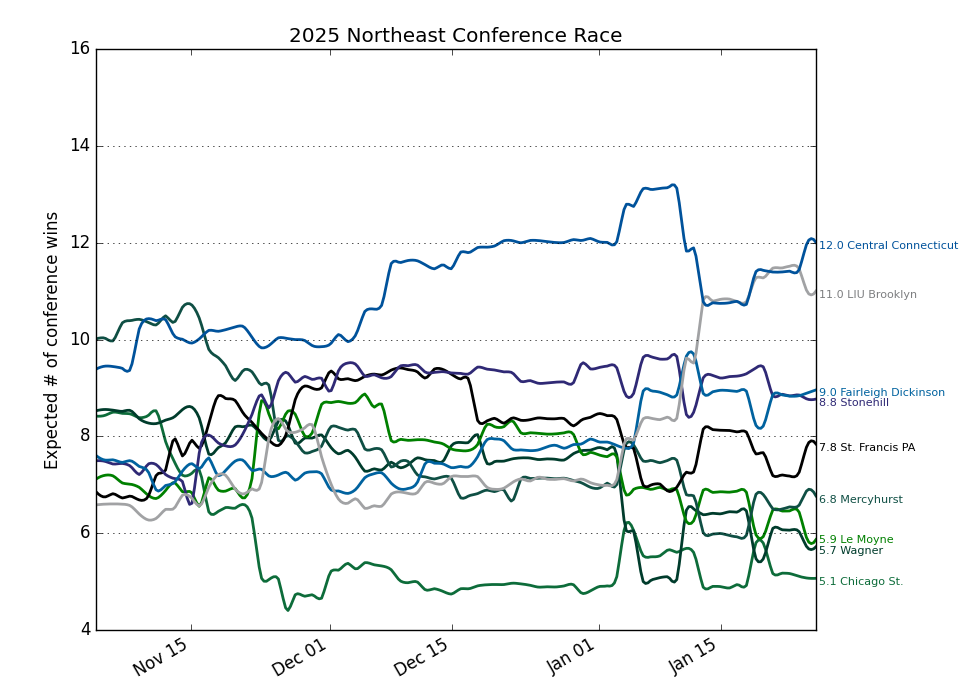 2025 Northeast Conference Race
Expected # of conference wins
16
14
12
10
8
6
4
Nov 15
Dec 01
Dec 15
Jan 01
Jan 15
12.0 Central Connecticut
11.0 LIU Brooklyn
9.0 Fairleigh Dickinson
8.8 Stonehill
7.8 St. Francis PA
6.8 Mercyhurst
5.9 Le Moyne
5.7 Wagner
5.1 Chicago St.